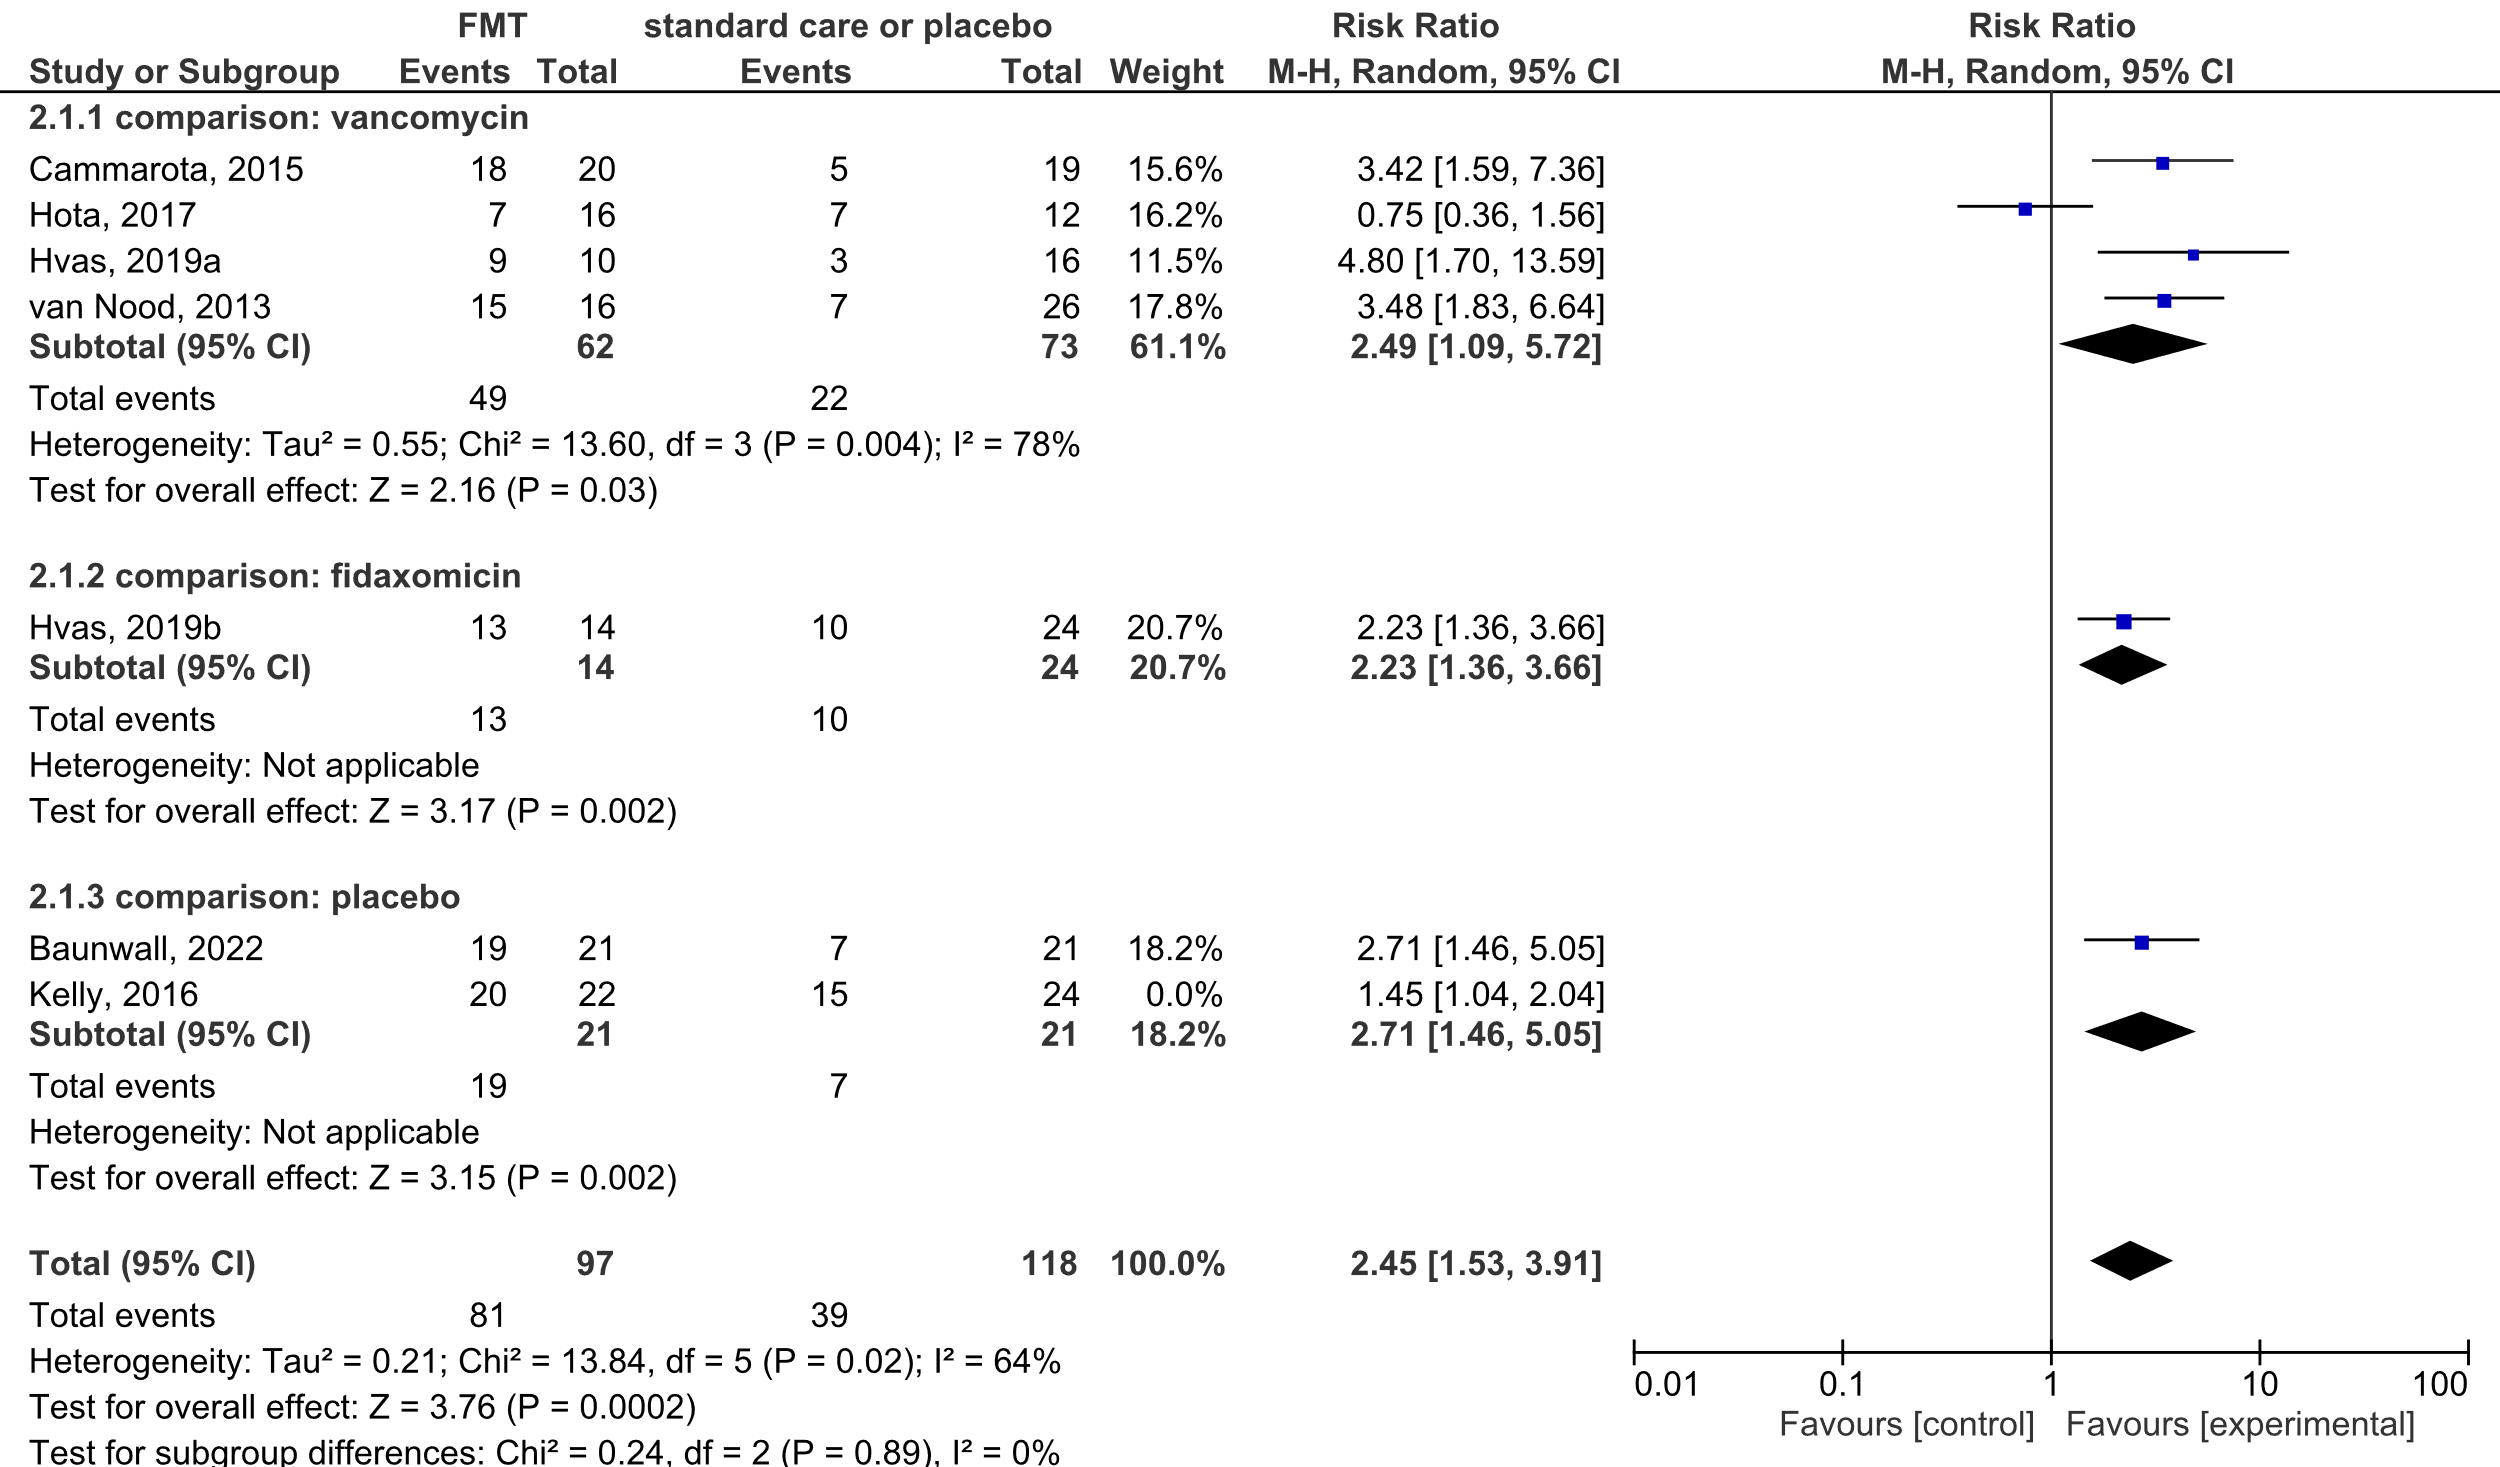 FMT standard care or placebo Risk Ratio Risk Ratio
Study or Subgroup Events Total Events Total Weight M-H, Random, 95% CI M-H, Random, 95% CI
2.1.1 comparison: vancomycin
Cammarota, 2015 18 20 5 19 15.6% 3.42 [1.59, 7.36]
Hota, 2017 7 16 7 12 16.2% 0.75 [0.36, 1.56]
Hvas, 2019a 9 10 3 16 11.5% 4.80 [1.70, 13.59]
van Nood, 2013 15 16 7 26 17.8% 3.48 [1.83, 6.64]
Subtotal (95% CI) 62 73 61.1% 2.49 [1.09, 5.72]
Total events 49 22
Heterogeneity: Tau² = 0.55; Chi² = 13.60, df = 3 (P = 0.004); I² = 78%
Test for overall effect: Z = 2.16 (P = 0.03)
2.1.2 comparison: fidaxomicin
Hvas, 2019b 13 14 10 24 20.7% 2.23 [1.36, 3.66]
Subtotal (95% CI) 14 24 20.7% 2.23 [1.36, 3.66]
Total events 13 10
Heterogeneity: Not applicable
Test for overall effect: Z = 3.17 (P = 0.002)
2.1.3 comparison: placebo
Baunwall, 2022 19 21 7 21 18.2% 2.71 [1.46, 5.05]
Kelly, 2016 20 22 15 24 0.0% 1.45 [1.04, 2.04]
Subtotal (95% CI) 21 21 18.2% 2.71 [1.46, 5.05]
Total events 19 7
Heterogeneity: Not applicable
Test for overall effect: Z = 3.15 (P = 0.002)
Total (95% CI) 97 118 100.0% 2.45 [1.53, 3.91]
Total events 81 39
Heterogeneity: Tau² = 0.21; Chi² = 13.84, df = 5 (P = 0.02); I² = 64%
Test for overall effect: Z = 3.76 (P = 0.0002)
Test for subgroup differences: Chi² = 0.24, df = 2 (P = 0.89), I² = 0%
0.01 0.1 1 10 100
Favours [control] Favours [experimental]